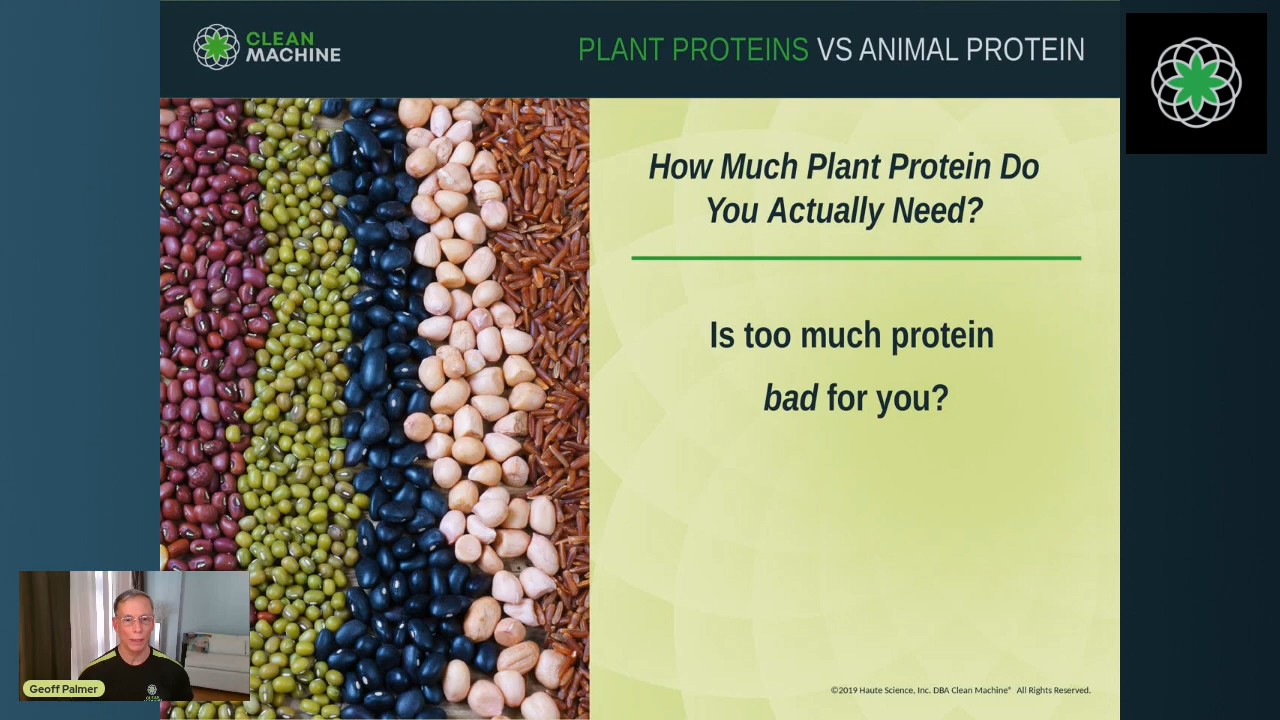 CLEAN
MACHINE
PLANT PROTEINS VS ANIMAL PROTEIN
How Much Plant Protein Do
You Actually Need?
Is too much protein
bad for you?
Geoff Palmer
CLEAN
©2019 Haute Science, Inc. DBA Clean Machine® All Rights Reserved.